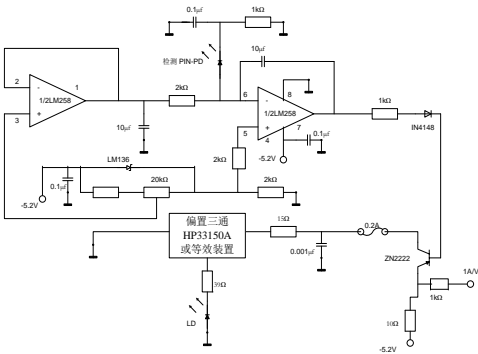 0.1μf
1kΩ
检测 PIN-PD
10μf
2
-
1
1/2LM258
3
+
2kΩ
6
-
8
1/2LM258
1kΩ
IN4148
10μf
5
+
7
4
0.1μf
-5.2V
LM136
2kΩ
0.1μf
20kΩ
2kΩ
-5.2V
偏置三通
HP33150A
或等效装置
15Ω
0.2A
0.001μf
ZN2222
1A/V
39Ω
1kΩ
LD
10Ω
-5.2V